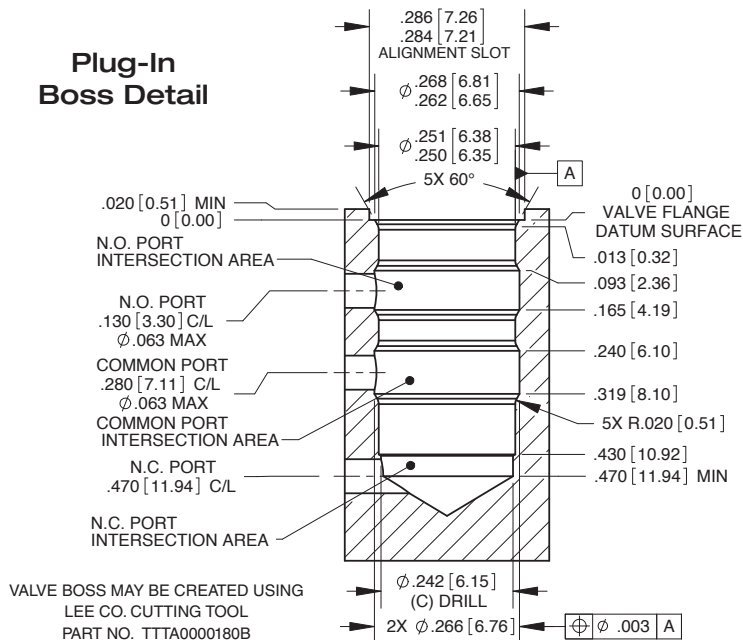 Plug-In
Boss Detail
.286 [7.26]
.284 [7.21]
ALIGNMENT SLOT
∅ .268 [6.81]
.262 [6.65]
∅ .251 [6.38]
.250 [6.35]
5X 60°
A
.020 [0.51] MIN
0 [0.00]
0 [0.00]
VALVE FLANGE
DATUM SURFACE
N.O. PORT
INTERSECTION AREA
.013 [0.32]
.093 [2.36]
N.O. PORT
.130 [3.30] C/L
∅.063 MAX
.165 [4.19]
COMMON PORT
.280 [7.11] C/L
∅.063 MAX
.240 [6.10]
.319 [8.10]
COMMON PORT
INTERSECTION AREA
5X R.020 [0.51]
.430 [10.92]
N.C. PORT
.470 [11.94] C/L
.470 [11.94] MIN
N.C. PORT
INTERSECTION AREA
VALVE BOSS MAY BE CREATED USING
LEE CO. CUTTING TOOL
PART NO. TTTA0000180B
∅.242 [6.15]
(C) DRILL
2X ∅.266 [6.76]
⌖ ∅ .003 A